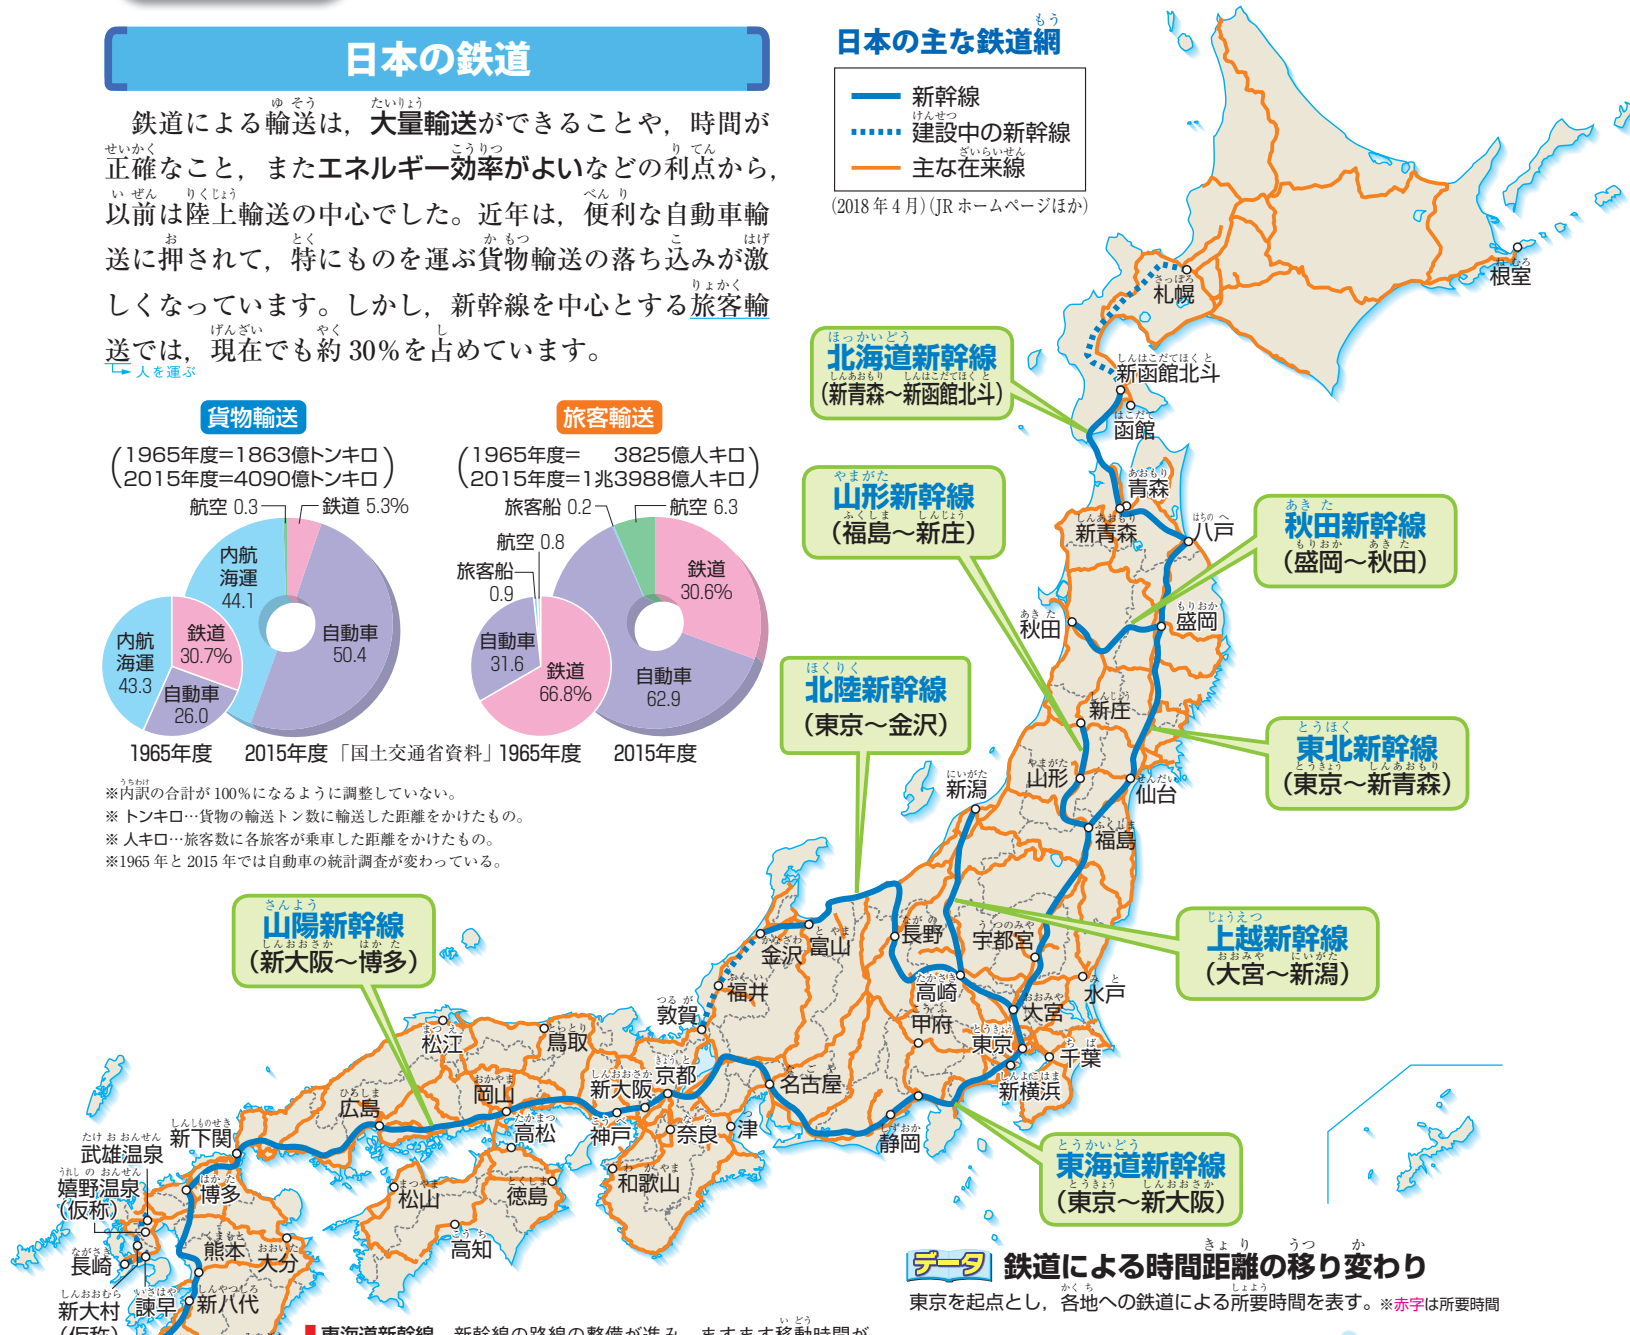 日本の鉄道
鉄道による輸送は，大量輸送ができることや，時間が
正確なこと，またエネルギー効率がよいなどの利点から，
以前は陸上輸送の中心でした。近年は，便利な自動車輸
送に押されて，特にものを運ぶ貨物輸送の落ち込みが激
しくなっています。しかし，新幹線を中心とする旅客輸
送では，現在でも約30％を占めています。
人を運ぶ
貨物輸送
(1965年度＝1863億トンキロ
2015年度＝4090億トンキロ)
航空 0.3
鉄道 5.3%
内航
海運
44.1
自動車
50.4
内航
海運
43.3
鉄道
30.7%
自動車
26.0
1965年度
2015年度
「国土交通省資料」
旅客輸送
(1965年度＝ 3825億人キロ
2015年度＝1兆3988億人キロ)
旅客船 0.2
航空 6.3
航空 0.8
旅客船
0.9
鉄道
30.6%
自動車
31.6
鉄道
66.8%
自動車
62.9
1965年度
2015年度
※内訳の合計が100％になるように調整していない。
※トンキロ…貨物の輸送トン数に輸送した距離をかけたもの。
※人キロ…旅客数に各旅客が乗車した距離をかけたもの。
※1965年と2015年では自動車の統計調査が変わっている。
日本の主な鉄道網
新幹線
建設中の新幹線
主な在来線
(2018年4月)(JRホームページほか)
北海道新幹線
(新青森〜新函館北斗)
山形新幹線
(福島〜新庄)
秋田新幹線
(盛岡〜秋田)
北陸新幹線
(東京〜金沢)
東北新幹線
(東京〜新青森)
山陽新幹線
(新大阪〜博多)
上越新幹線
(大宮〜新潟)
東海道新幹線
(東京〜新大阪)
根室
札幌
新函館北斗
函館
青森
新青森
八戸
秋田
盛岡
新庄
山形
仙台
新潟
福島
金沢
富山
長野
宇都宮
福井
高崎
水戸
敦賀
甲府
大宮
東京
千葉
新横浜
松江
鳥取
京都
新大阪
名古屋
岡山
広島
高松
神戸
奈良
津
静岡
新下関
武雄温泉
嬉野温泉
(仮称)
博多
松山
徳島
和歌山
高知
熊本
大分
長崎
新大村
(仮称)
諫早
新八代
データ 鉄道による時間距離の移り変わり
東京を起点とし，各地への鉄道による所要時間を表す。※赤字は所要時間
東海道新幹線 新幹線の路線の整備が進み，ますます移動時間が